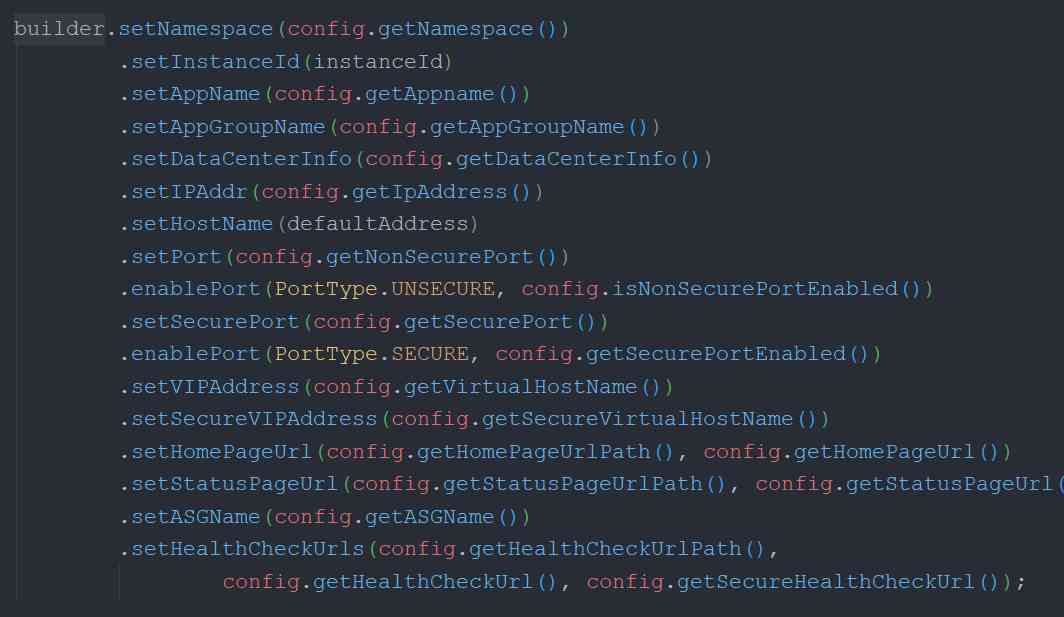 builder.setNamespace(config.getNamespace())
.setInstanceId(instanceId)
.setAppName(config.getAppname())
.setAppGroupName(config.getAppGroupName())
.setDataCenterInfo(config.getDataCenterInfo())
.setIPAddr(config.getIpAddress())
.setHostName(defaultAddress)
.setPort(config.getNonSecurePort())
.enablePort(PortType.UNSECURE, config.isNonSecurePortEnabled())
.setSecurePort(config.getSecurePort())
.enablePort(PortType.SECURE, config.getSecurePortEnabled())
.setVIPAddress(config.getVirtualHostName())
.setSecureVIPAddress(config.getSecureVirtualHostName())
.setHomePageUrl(config.getHomePageUrlPath(), config.getHomePageUrl())
.setStatusPageUrl(config.getStatusPageUrlPath(), config.getStatusPageUrl(
.setASGName(config.getASGName())
.setHealthCheckUrls(config.getHealthCheckUrlPath(),
config.getHealthCheckUrl(), config.getSecureHealthCheckUrl());